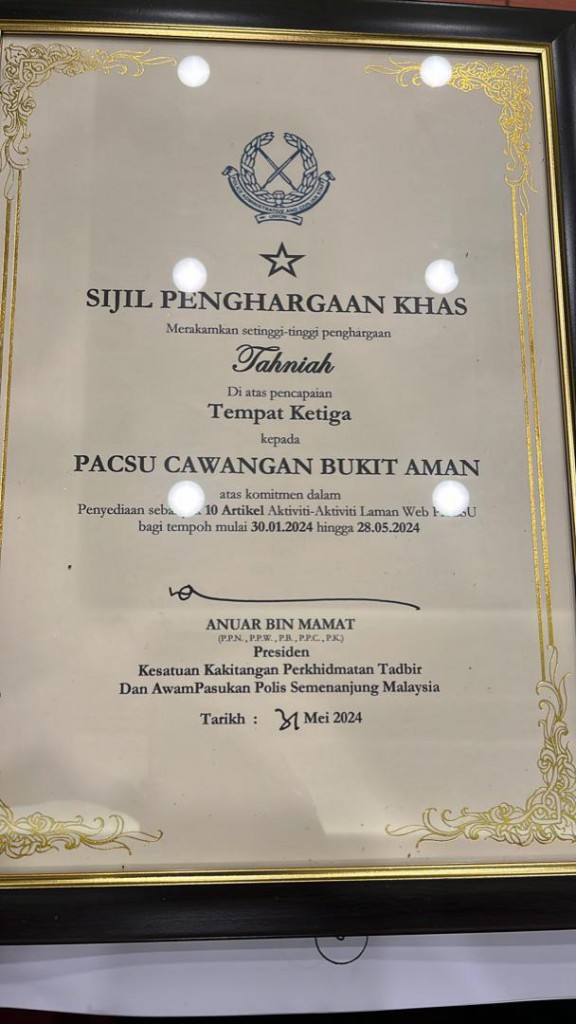 SIJIL PENGHARGAAN KHAS
Merakamkan setinggi-tinggi penghargaan
Tahniah
Di atas pencapaian
Tempat Ketiga
kepada
PACSU CAWANGAN BUKIT AMAN
atas komitmen dalam
Penyediaan 10 Artikel Aktiviti-Aktiviti Laman Web
bagi tempoh mulai 30.01.2024 hingga 28.05.2024
ANUAR BIN MAMAT
(P.P.N., P.P.W., P.B., P.P.C., P.K.)
Presiden
Kesatuan Kakitangan Perkhidmatan Tadbir
Dan AwamPasukan Polis Semenanjung Malaysia
Tarikh : 31 Mei 2024